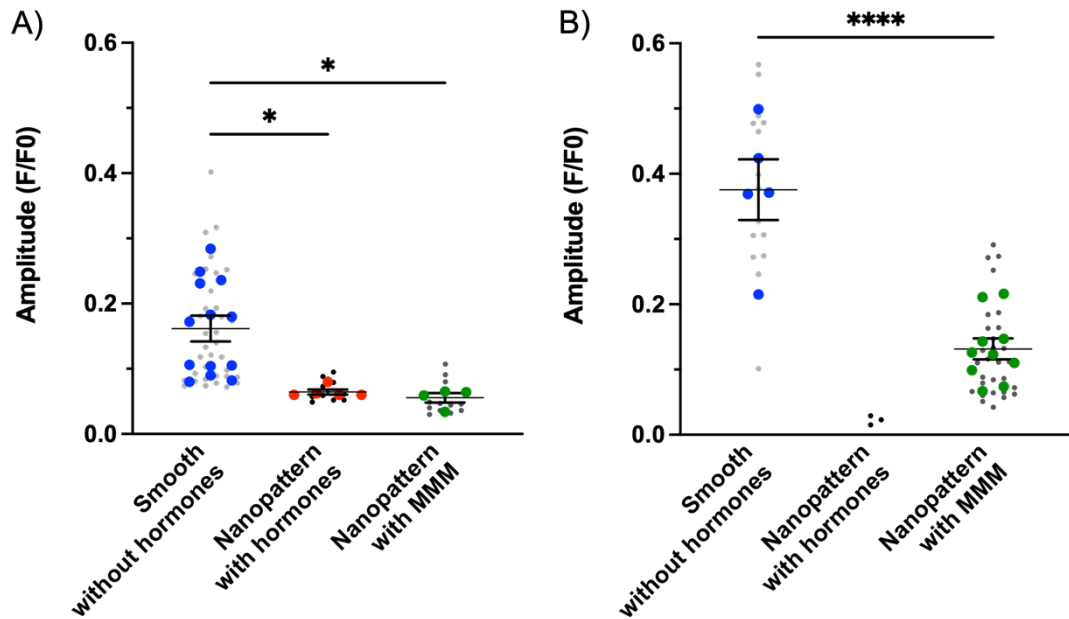 A)
Amplitude (F/F0)
0.6
0.4
0.2
0.0
*
*
Smooth
without hormones
Nanopattern
with hormones
Nanopattern
with MMM
B)
Amplitude (F/F0)
0.6
0.4
0.2
0.0
****
Smooth
without hormones
Nanopattern
with hormones
Nanopattern
with MMM